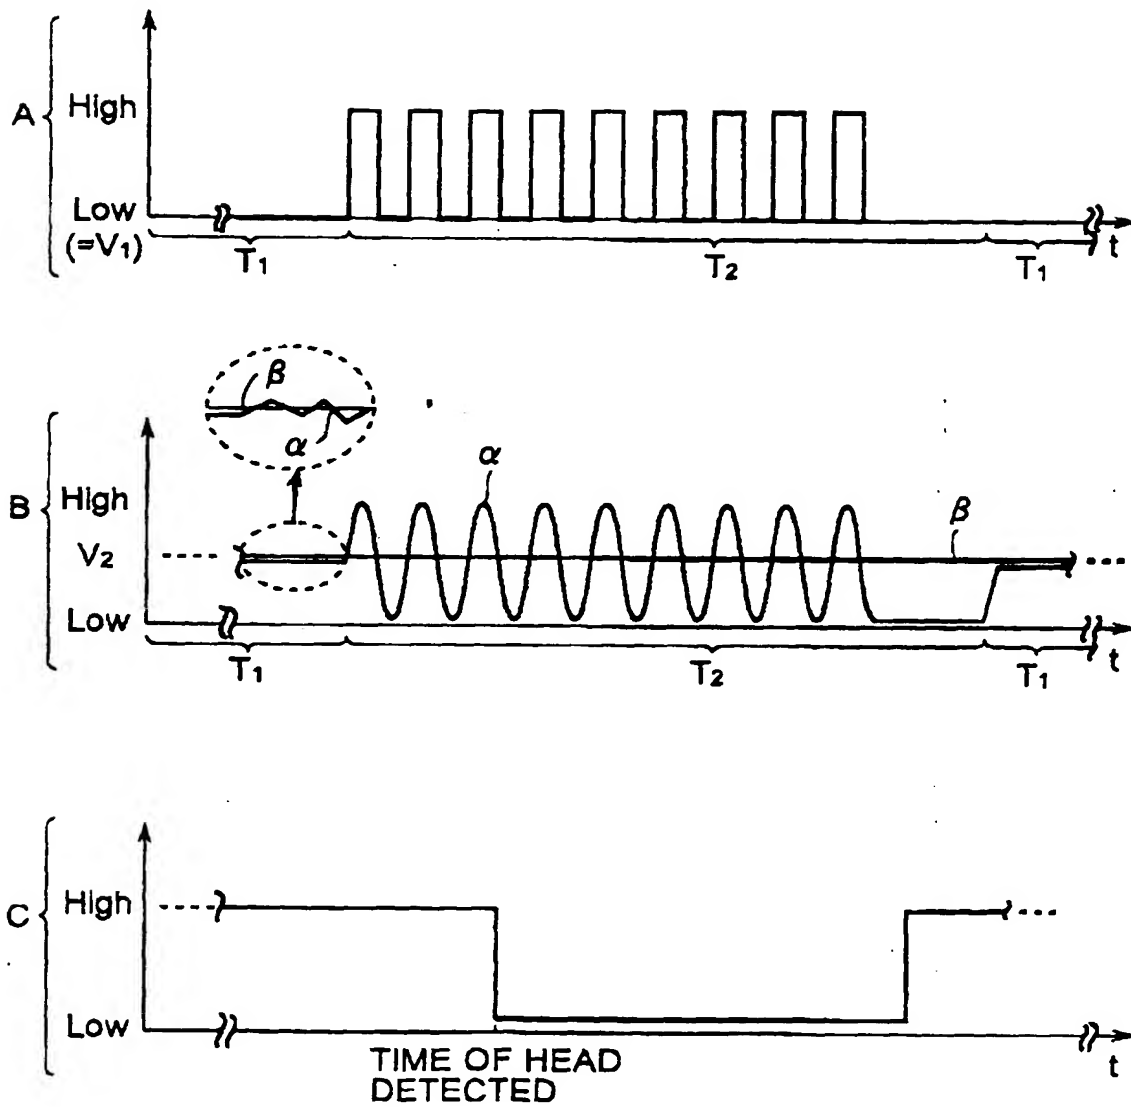 A
High
Low
(=V1)
T1
T2
T1
t
β
α
B
High
V2
Low
α
β
T1
T2
T1
t
C
High
Low
TIME OF HEAD
DETECTED
t